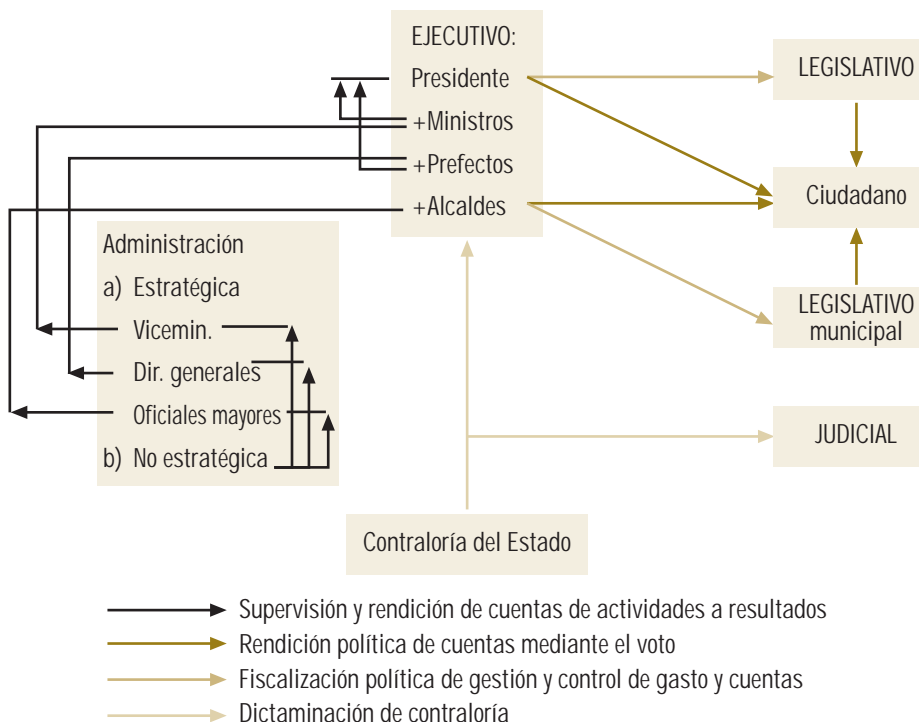 EJECUTIVO:
Presidente
+Ministros
+Prefectos
+Alcaldes
LEGISLATIVO
Ciudadano
LEGISLATIVO
municipal
JUDICIAL
Administración
a) Estratégica
Vicemin.
Dir. generales
Oficiales mayores
b) No estratégica
Contraloría del Estado
Supervisión y rendición de cuentas de actividades a resultados
Rendición política de cuentas mediante el voto
Fiscalización política de gestión y control de gasto y cuentas
Dictaminación de contraloría